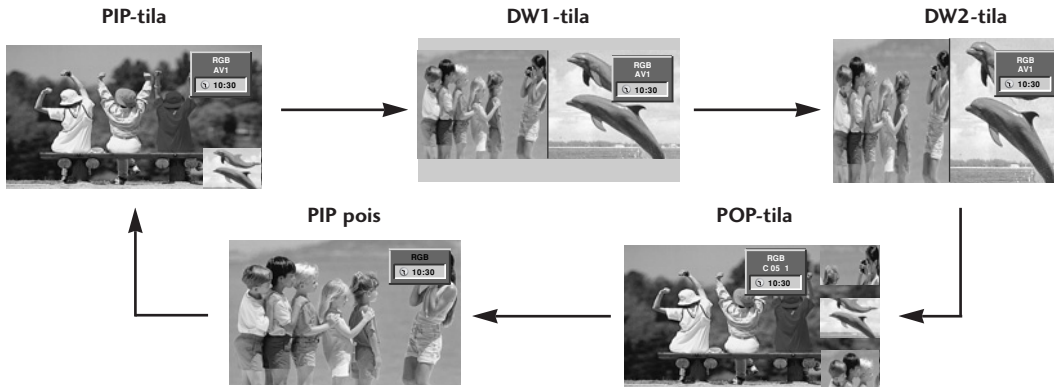 PIP-tila
DW1-tila
DW2-tila
RGB
AV1
10:30
RGB
AV1
10:30
RGB
AV1
10:30
PIP pois
POP-tila
RGB
10:30
RGB
C 05 1
10:30